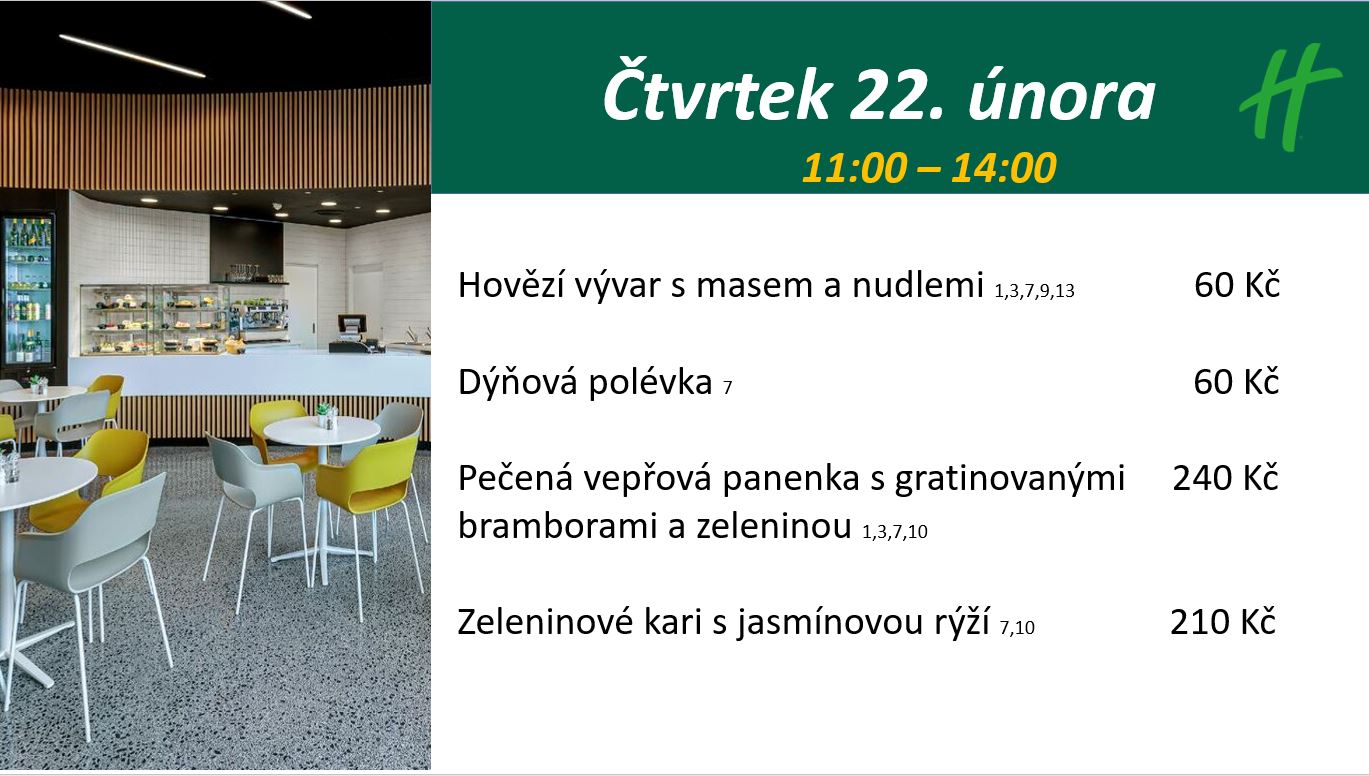 Čtvrtek 22. února
11:00 – 14:00
Hovězí vývar s masem a nudlemi 1,3,7,9,13 60 Kč
Dýňová polévka 7 60 Kč
Pečená vepřová panenka s gratinovanými 240 Kč
bramborami a zeleninou 1,3,7,10
Zeleninové kari s jasmínovou rýží 7,10 210 Kč